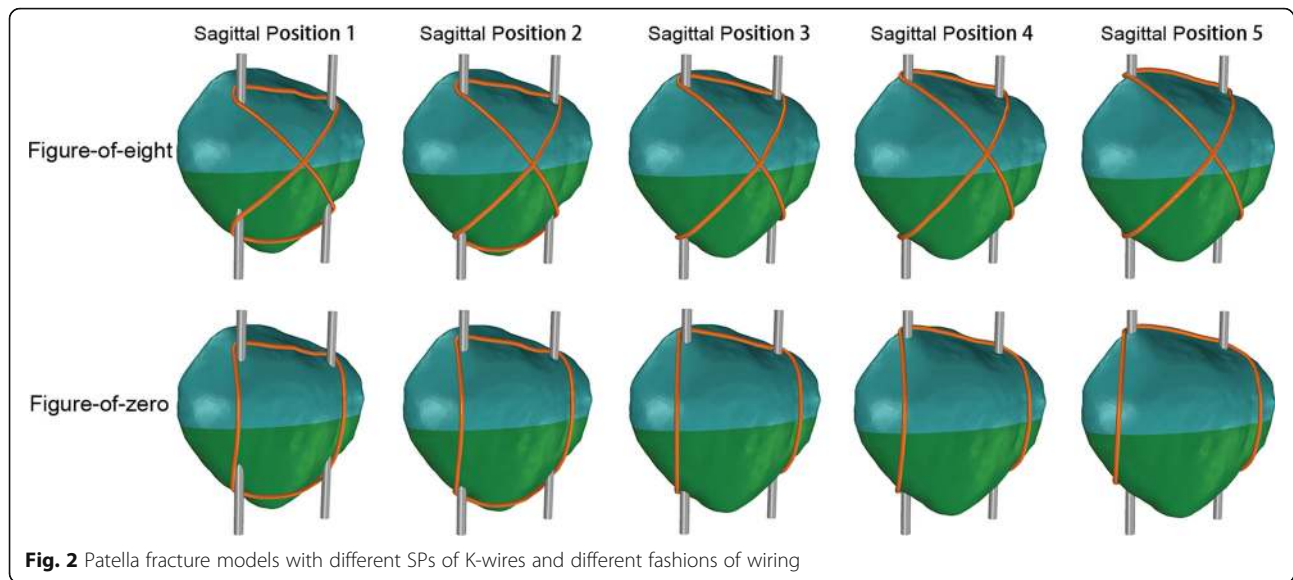 Sagittal Position 1 Sagittal Position 2 Sagittal Position 3 Sagittal Position 4 Sagittal Position 5
Figure-of-eight
Figure-of-zero
Fig. 2 Patella fracture models with different SPs of K-wires and different fashions of wiring